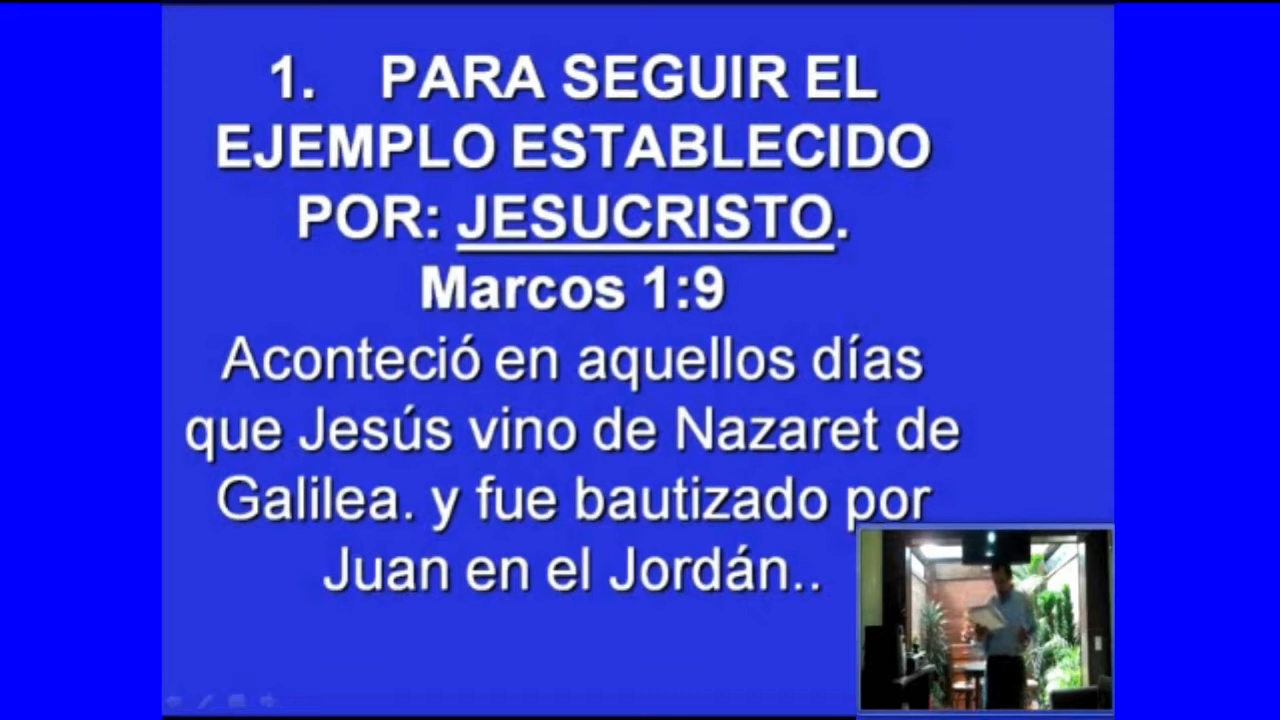 1. PARA SEGUIR EL
EJEMPLO ESTABLECIDO
POR: JESUCRISTO.
Marcos 1:9
Aconteció en aquellos días
que Jesús vino de Nazaret de
Galilea. y fue bautizado por
Juan en el Jordán..